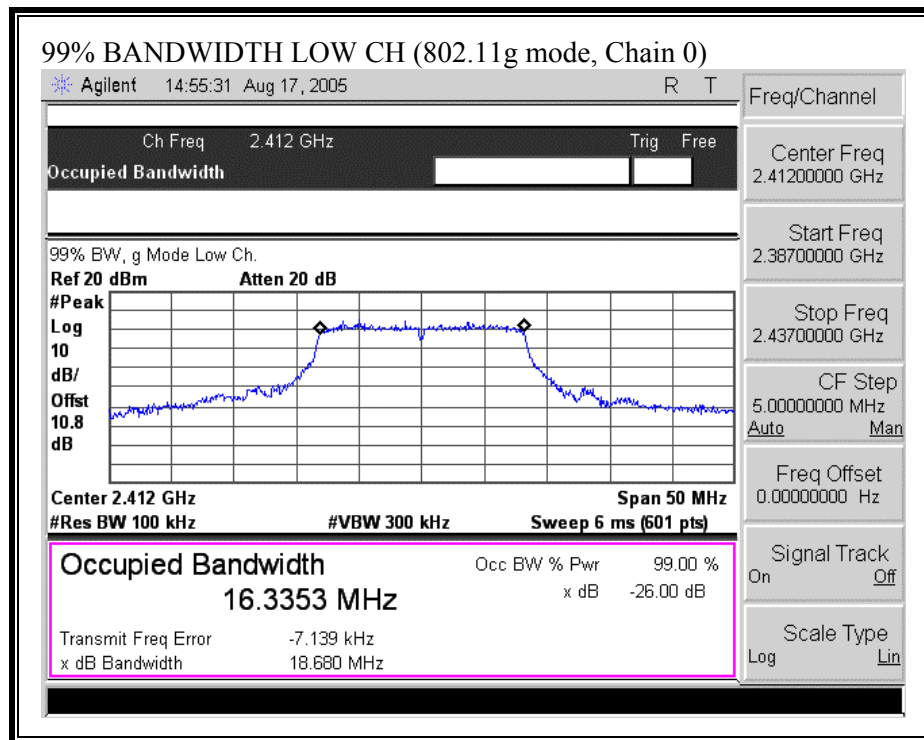 99% BANDWIDTH LOW CH (802.11g mode, Chain 0)
Agilent 14:55:31 Aug 17, 2005 R T
Freq/Channel
Ch Freq 2.412 GHz Trig Free
Occupied Bandwidth
Center Freq
2.41200000 GHz
Start Freq
2.38700000 GHz
Stop Freq
2.43700000 GHz
CF Step
5.00000000 MHz
Auto Man
Freq Offset
0.00000000 Hz
Signal Track
On Off
Scale Type
Log Lin
99% BW, g Mode Low Ch.
Ref 20 dBm Atten 20 dB
#Peak
Log
10
dB/
Offst
10.8
dB
Center 2.412 GHz Span 50 MHz
#Res BW 100 kHz #VBW 300 kHz Sweep 6 ms (601 pts)
Occupied Bandwidth Occ BW % Pwr 99.00 %
16.3353 MHz x dB -26.00 dB
Transmit Freq Error -7.139 kHz
x dB Bandwidth 18.680 MHz